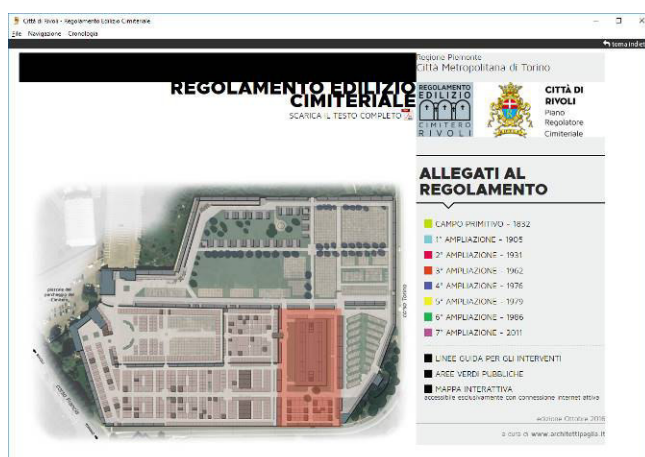 Città di Rivoli - Regolamento Edilizio Cimiteriale
File Navigazione Cronologia
torna indietro
REGOLAMENTO EDILIZIO
CIMITERIALE
SCARICA IL TESTO COMPLETO
Regione Piemonte
Città Metropolitana di Torino
REGOLAMENTO
EDILIZIO
CIMITERO
RIVOLI
CITTÀ DI
RIVOLI
Piano
Regolatore
Cimiteriale
ALLEGATI AL
REGOLAMENTO
CAMPO PRIMITIVO - 1832
1° AMPLIAZIONE - 1905
2° AMPLIAZIONE - 1931
3° AMPLIAZIONE - 1962
4° AMPLIAZIONE - 1976
5° AMPLIAZIONE - 1979
6° AMPLIAZIONE - 1986
7° AMPLIAZIONE - 2011
LINEE GUIDA PER GLI INTERVENTI
AREE VERDI PUBBLICHE
MAPPA INTERATTIVA
accessibile esclusivamente con connessione internet attiva
edizione Ottobre 2016
a cura di www.architettipaglia.it
corso Torino
corso Francia